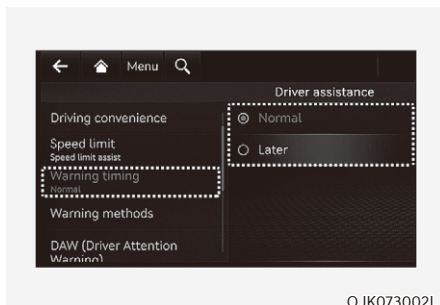 Menu
Driver assistance
Driving convenience
Speed limit
Speed limit assist
Warning timing
Normal
Warning methods
DAW (Driver Attention
Warning)
Normal
Later
OJK073002L